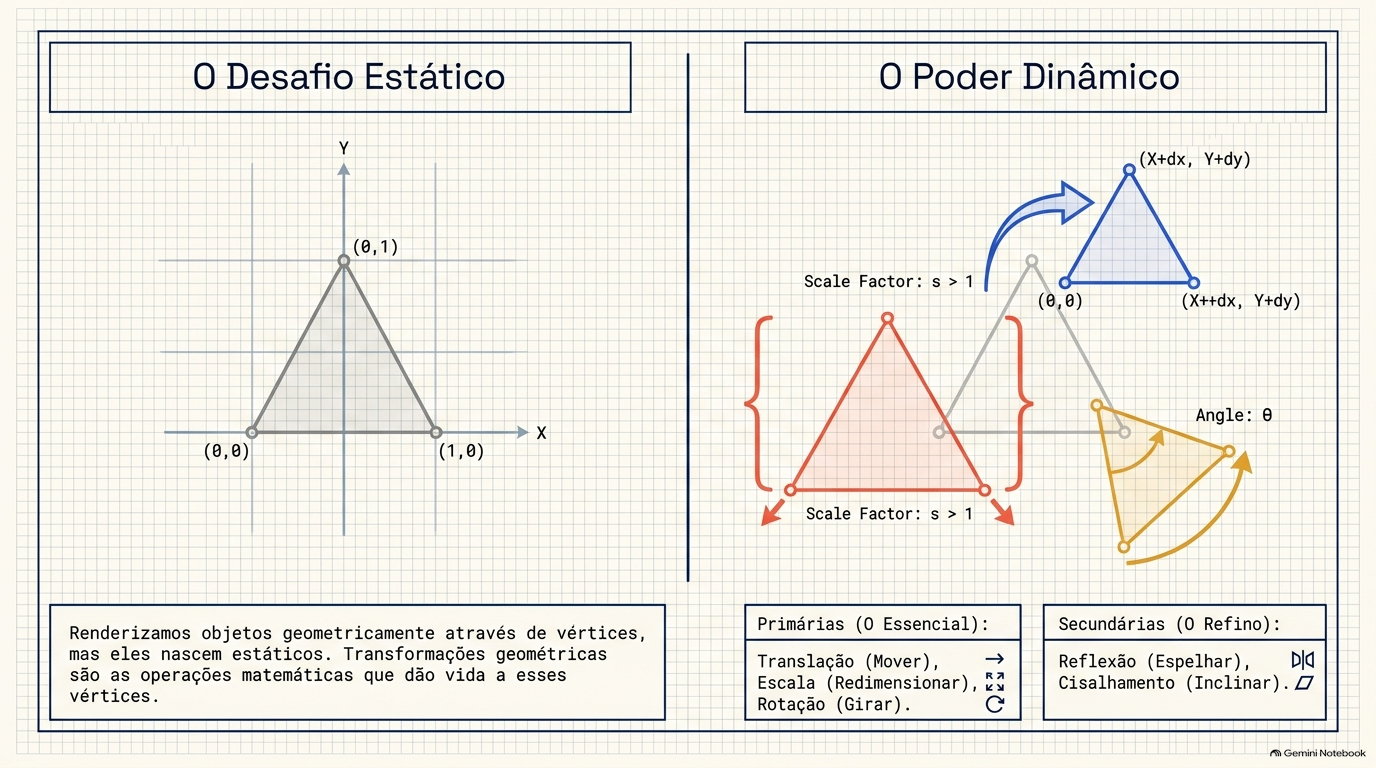 O Desafio Estático
Y
(0,1)
X
(0,0)
(1,0)
Renderizamos objetos geometricamente através de vértices,
mas eles nascem estáticos. Transformações geométricas
são as operações matemáticas que dão vida a esses
vértices.
O Poder Dinâmico
(X+dx, Y+dy)
Scale Factor: s > 1
(0,0)
(X++dx, Y+dy)
Angle: θ
Scale Factor: s > 1
Primárias (O Essencial):
Translação (Mover),
Escala (Redimensionar),
Rotação (Girar).
Secundárias (O Refino):
Reflexão (Espelhar),
Cisalhamento (Inclinar).
Gemini Notebook